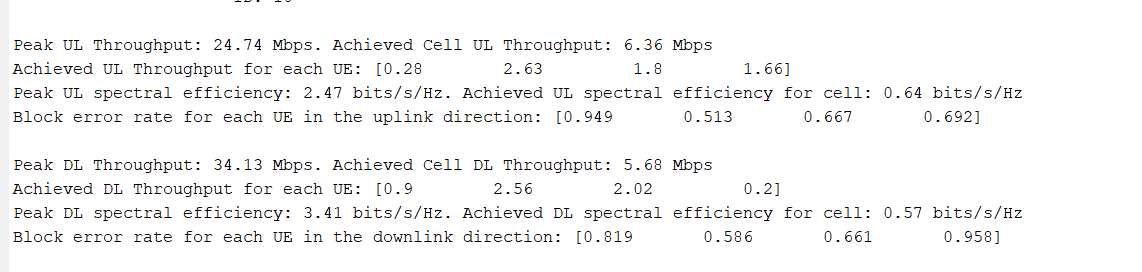 Peak UL Throughput: 24.74 Mbps. Achieved Cell UL Throughput: 6.36 Mbps
Achieved UL Throughput for each UE: [0.28        2.63         1.8        1.66]
Peak UL spectral efficiency: 2.47 bits/s/Hz. Achieved UL spectral efficiency for cell: 0.64 bits/s/Hz
Block error rate for each UE in the uplink direction: [0.949       0.513       0.667       0.692]
Peak DL Throughput: 34.13 Mbps. Achieved Cell DL Throughput: 5.68 Mbps
Achieved DL Throughput for each UE: [0.9        2.56        2.02         0.2]
Peak DL spectral efficiency: 3.41 bits/s/Hz. Achieved DL spectral efficiency for cell: 0.57 bits/s/Hz
Block error rate for each UE in the downlink direction: [0.819       0.586       0.661       0.958]